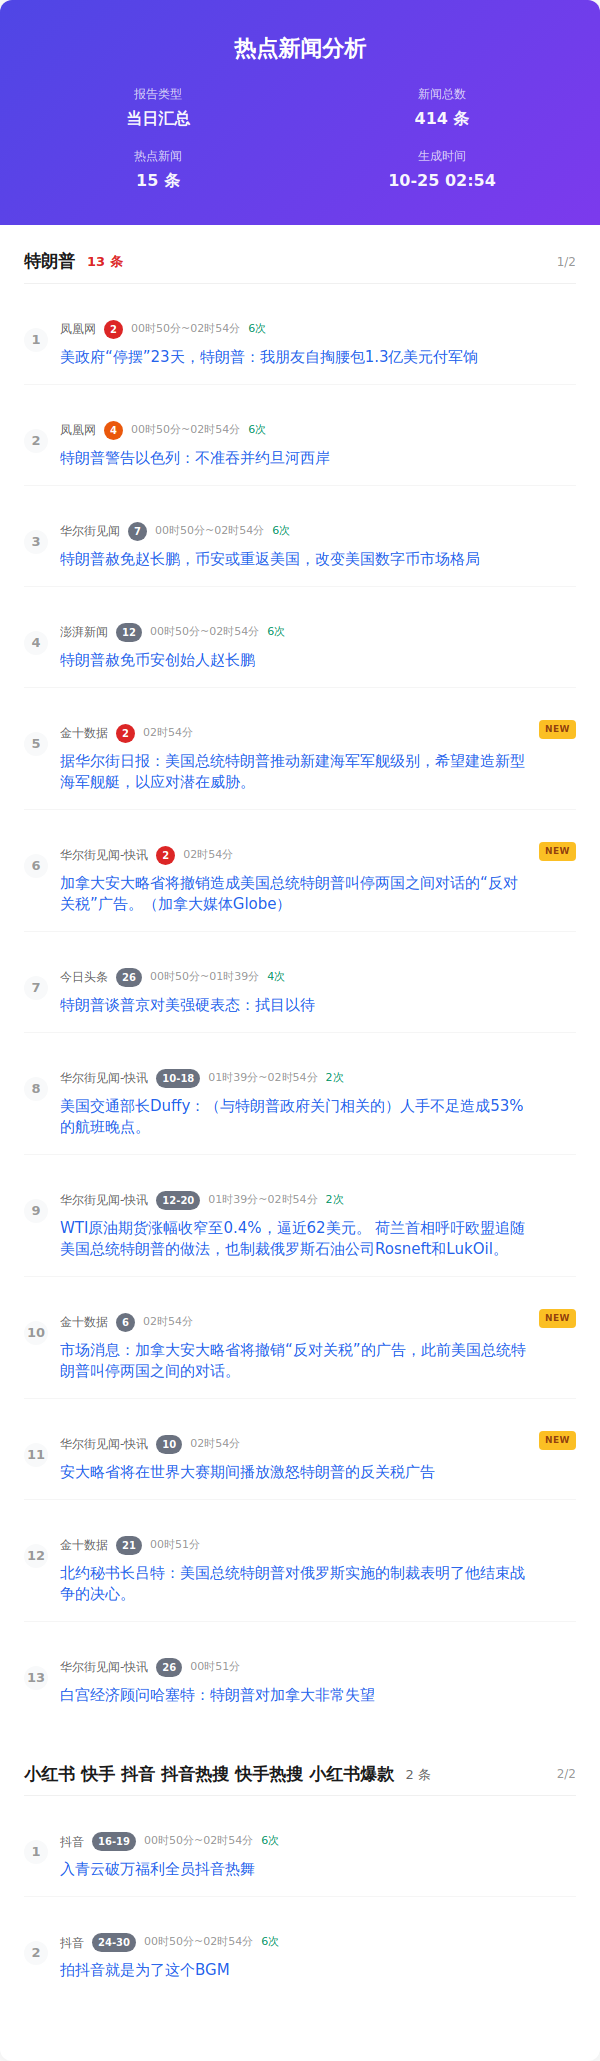 热点新闻分析
报告类型
当日汇总
新闻总数
414 条
热点新闻
15 条
生成时间
10-25 02:54
特朗普 13 条 1/2
1 凤凰网 2 00时50分~02时54分 6次
美政府“停摆”23天，特朗普：我朋友自掏腰包1.3亿美元付军饷
2 凤凰网 4 00时50分~02时54分 6次
特朗普警告以色列：不准吞并约旦河西岸
3 华尔街见闻 7 00时50分~02时54分 6次
特朗普赦免赵长鹏，币安或重返美国，改变美国数字币市场格局
4 澎湃新闻 12 00时50分~02时54分 6次
特朗普赦免币安创始人赵长鹏
5 金十数据 2 02时54分 NEW
据华尔街日报：美国总统特朗普推动新建海军军舰级别，希望建造新型
海军舰艇，以应对潜在威胁。
6 华尔街见闻-快讯 2 02时54分 NEW
加拿大安大略省将撤销造成美国总统特朗普叫停两国之间对话的“反对
关税”广告。（加拿大媒体Globe）
7 今日头条 26 00时50分~01时39分 4次
特朗普谈普京对美强硬表态：拭目以待
8 华尔街见闻-快讯 10-18 01时39分~02时54分 2次
美国交通部长Duffy：（与特朗普政府关门相关的）人手不足造成53%
的航班晚点。
9 华尔街见闻-快讯 12-20 01时39分~02时54分 2次
WTI原油期货涨幅收窄至0.4%，逼近62美元。 荷兰首相呼吁欧盟追随
美国总统特朗普的做法，也制裁俄罗斯石油公司Rosneft和LukOil。
10 金十数据 6 02时54分 NEW
市场消息：加拿大安大略省将撤销“反对关税”的广告，此前美国总统特
朗普叫停两国之间的对话。
11 华尔街见闻-快讯 10 02时54分 NEW
安大略省将在世界大赛期间播放激怒特朗普的反关税广告
12 金十数据 21 00时51分
北约秘书长吕特：美国总统特朗普对俄罗斯实施的制裁表明了他结束战
争的决心。
13 华尔街见闻-快讯 26 00时51分
白宫经济顾问哈塞特：特朗普对加拿大非常失望
小红书 快手 抖音 抖音热搜 快手热搜 小红书爆款 2 条 2/2
1 抖音 16-19 00时50分~02时54分 6次
入青云破万福利全员抖音热舞
2 抖音 24-30 00时50分~02时54分 6次
拍抖音就是为了这个BGM